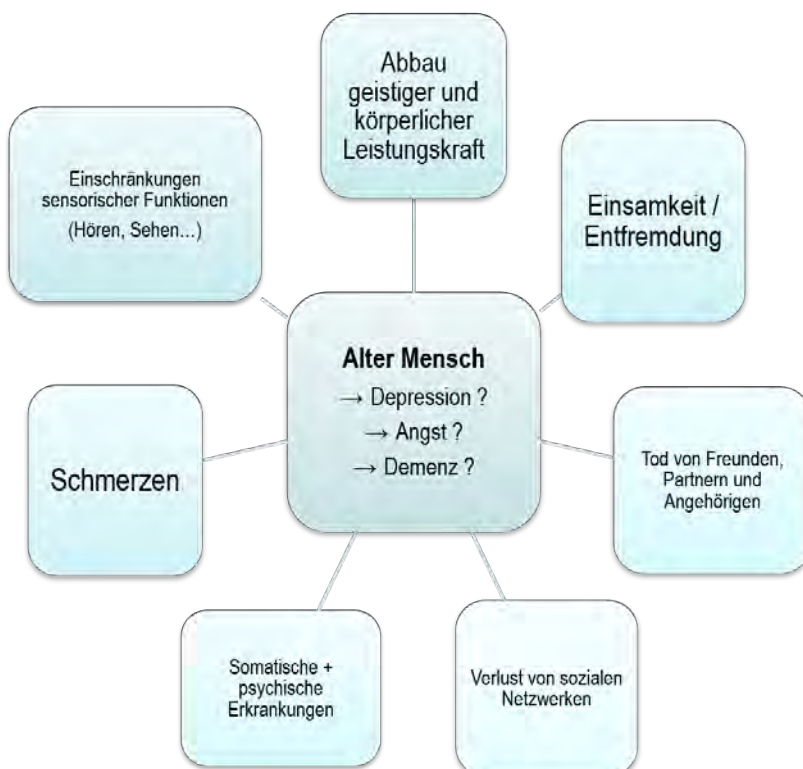 Abbau
geistiger und
körperlicher
Leistungskraft
Einschränkungen
sensorischer Funktionen
(Hören, Sehen…)
Einsamkeit /
Entfremdung
Alter Mensch
→ Depression ?
→ Angst ?
→ Demenz ?
Schmerzen
Tod von Freunden,
Partnern und
Angehörigen
Somatische +
psychische
Erkrankungen
Verlust von sozialen
Netzwerken